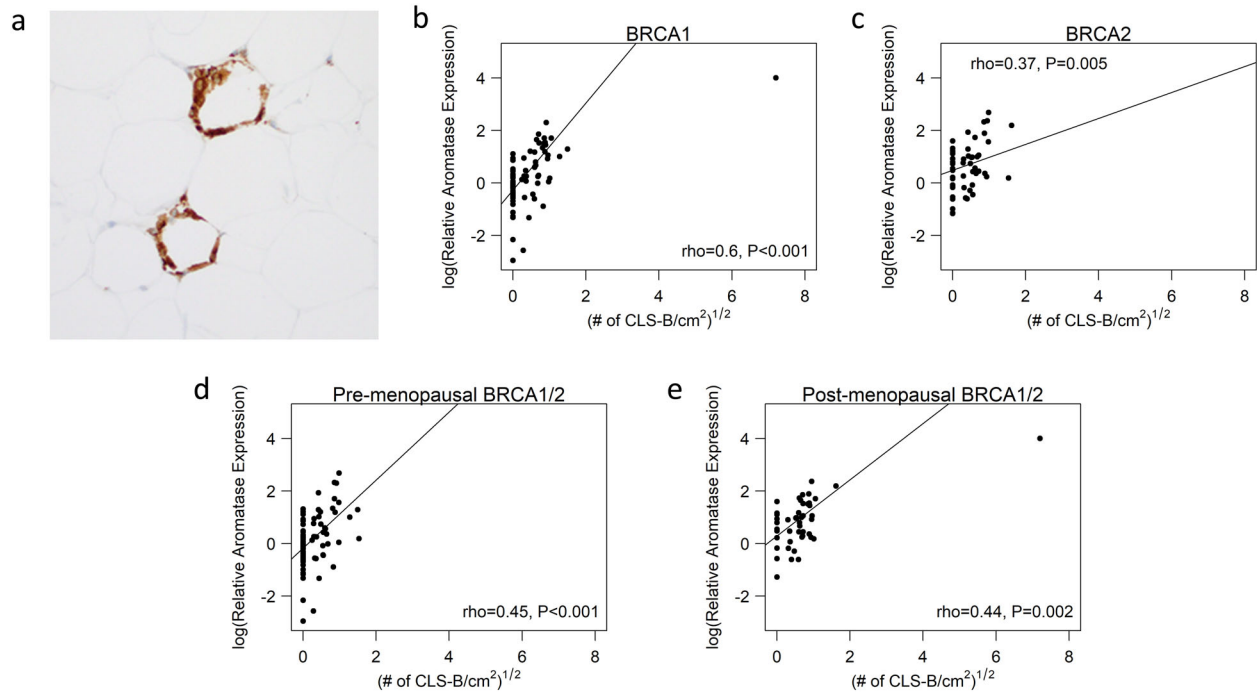 a
b
BRCA1
log(Relative Aromatase Expression)
4
2
0
-2
rho=0.6, P<0.001
0 2 4 6 8
(# of CLS-B/cm²)¹/²
c
BRCA2
log(Relative Aromatase Expression)
rho=0.37, P=0.005
4
2
0
-2
0 2 4 6 8
(# of CLS-B/cm²)¹/²
d
Pre-menopausal BRCA1/2
log(Relative Aromatase Expression)
4
2
0
-2
rho=0.45, P<0.001
0 2 4 6 8
(# of CLS-B/cm²)¹/²
e
Post-menopausal BRCA1/2
log(Relative Aromatase Expression)
4
2
0
-2
rho=0.44, P=0.002
0 2 4 6 8
(# of CLS-B/cm²)¹/²